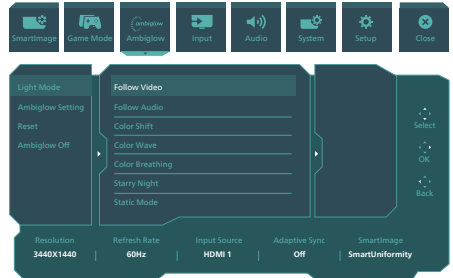 ambiglow
SmartImage
Game Mode
Ambiglow
Input
Audio
System
Setup
Close
Light Mode
Follow Video
Ambiglow Setting
Follow Audio
Reset
Color Shift
Ambiglow Off
Color Wave
Color Breathing
Starry Night
Static Mode
Select
OK
Back
Resolution
Refresh Rate
Input Source
Adaptive Sync
SmartImage
3440X1440
60Hz
HDMI 1
Off
SmartUniformity